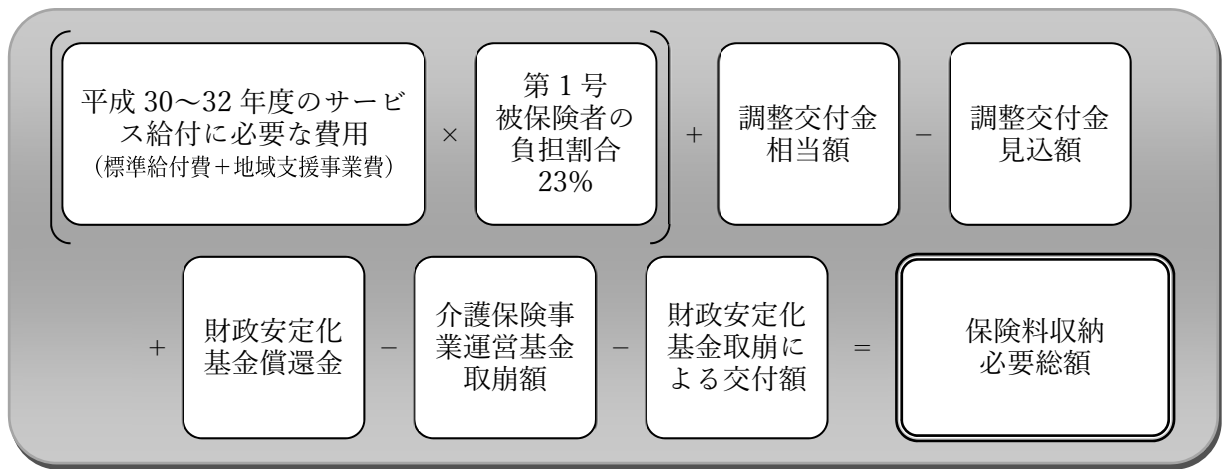 平成 30～32 年度のサービ
ス給付に必要な費用
（標準給付費＋地域支援事業費）
×
第 1 号
被保険者の
負担割合
23%
＋
調整交付金
相当額
－
調整交付金
見込額
＋
財政安定化
基金償還金
－
介護保険事
業運営基金
取崩額
－
財政安定化
基金取崩に
よる交付額
＝
保険料収納
必要総額